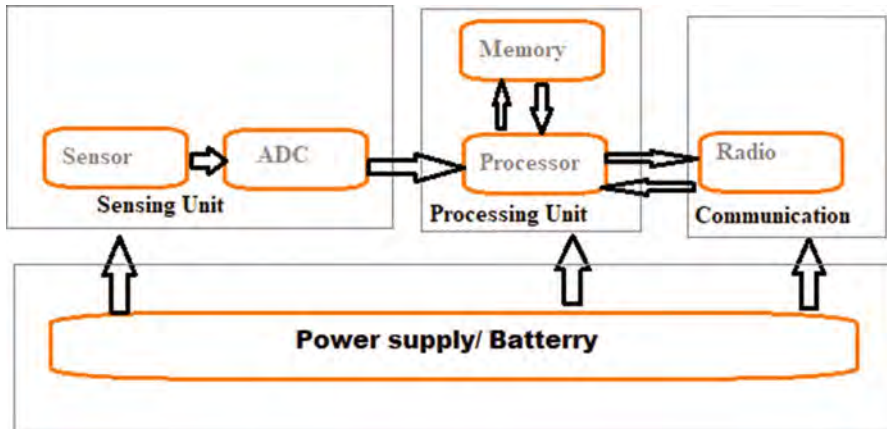 Memory
Sensor
ADC
Processor
Radio
Sensing Unit
Processing Unit
Communication
Power supply/ Batterry